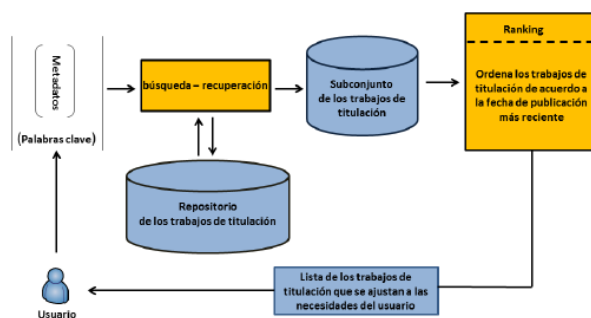 Metadatos
(Palabras clave)
búsqueda – recuperación
Subconjunto
de los trabajos de
titulación
Ranking
Ordena los trabajos de
titulación de acuerdo a
la fecha de publicación
más reciente
Repositorio
de los trabajos de titulación
Lista de los trabajos de
titulación que se ajustan a las
necesidades del usuario
Usuario